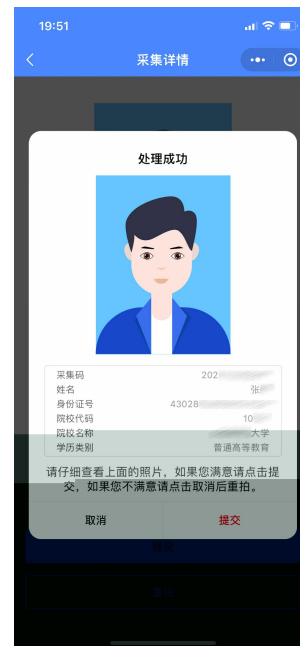 19:51
采集详情
处理成功
采集码 202
姓名 张
身份证号 43028
院校代码 10
院校名称 大学
学历类别 普通高等教育
请仔细查看上面的照片，如果您满意请点击提
交，如果您不满意请点击取消后重拍。
取消 提交